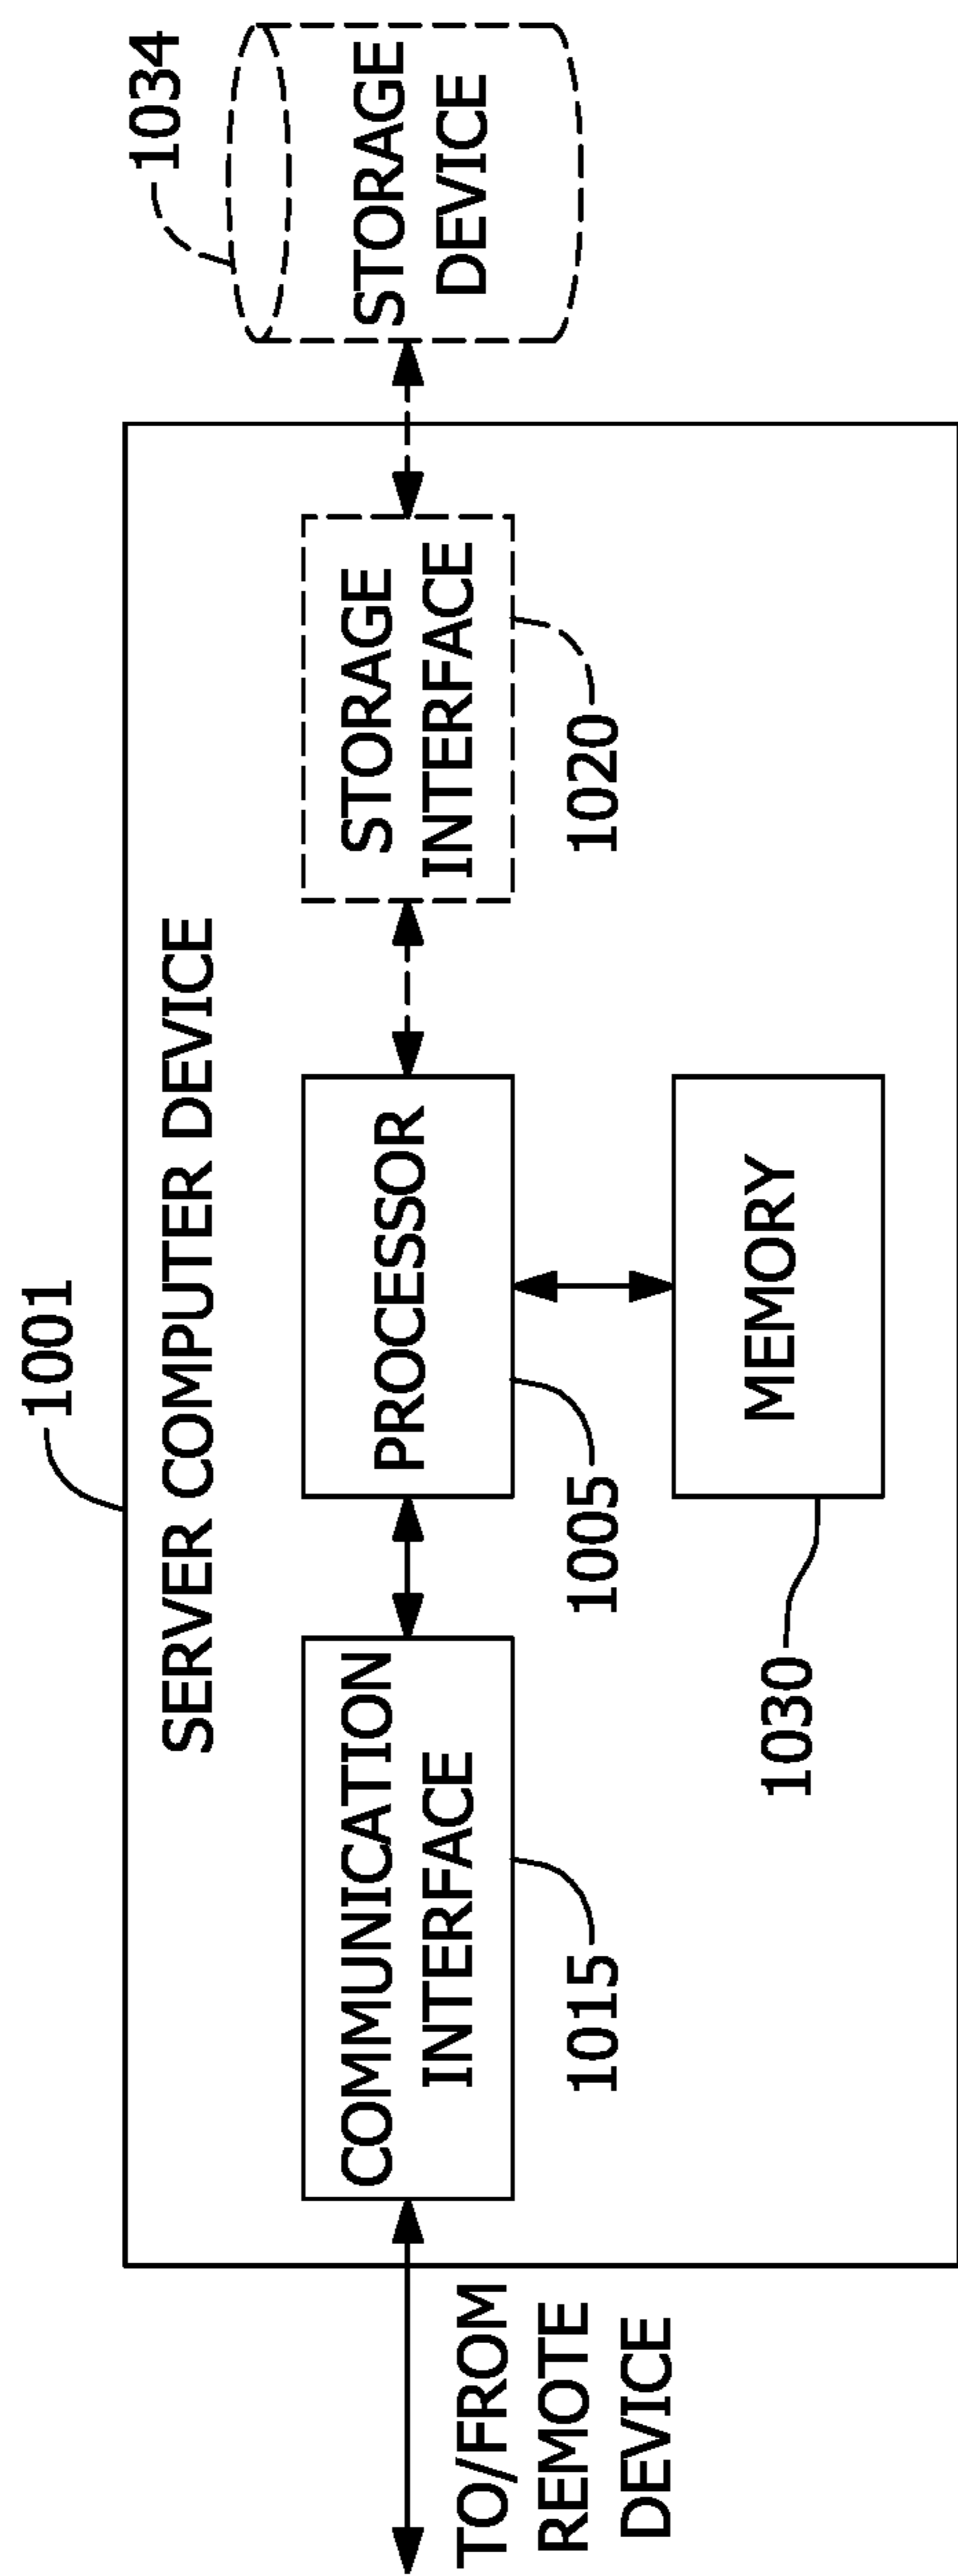 1001
SERVER COMPUTER DEVICE
1034
TO/FROM
REMOTE
DEVICE
COMMUNICATION
INTERFACE
1015
PROCESSOR
1005
STORAGE
INTERFACE
1020
STORAGE
DEVICE
MEMORY
1030